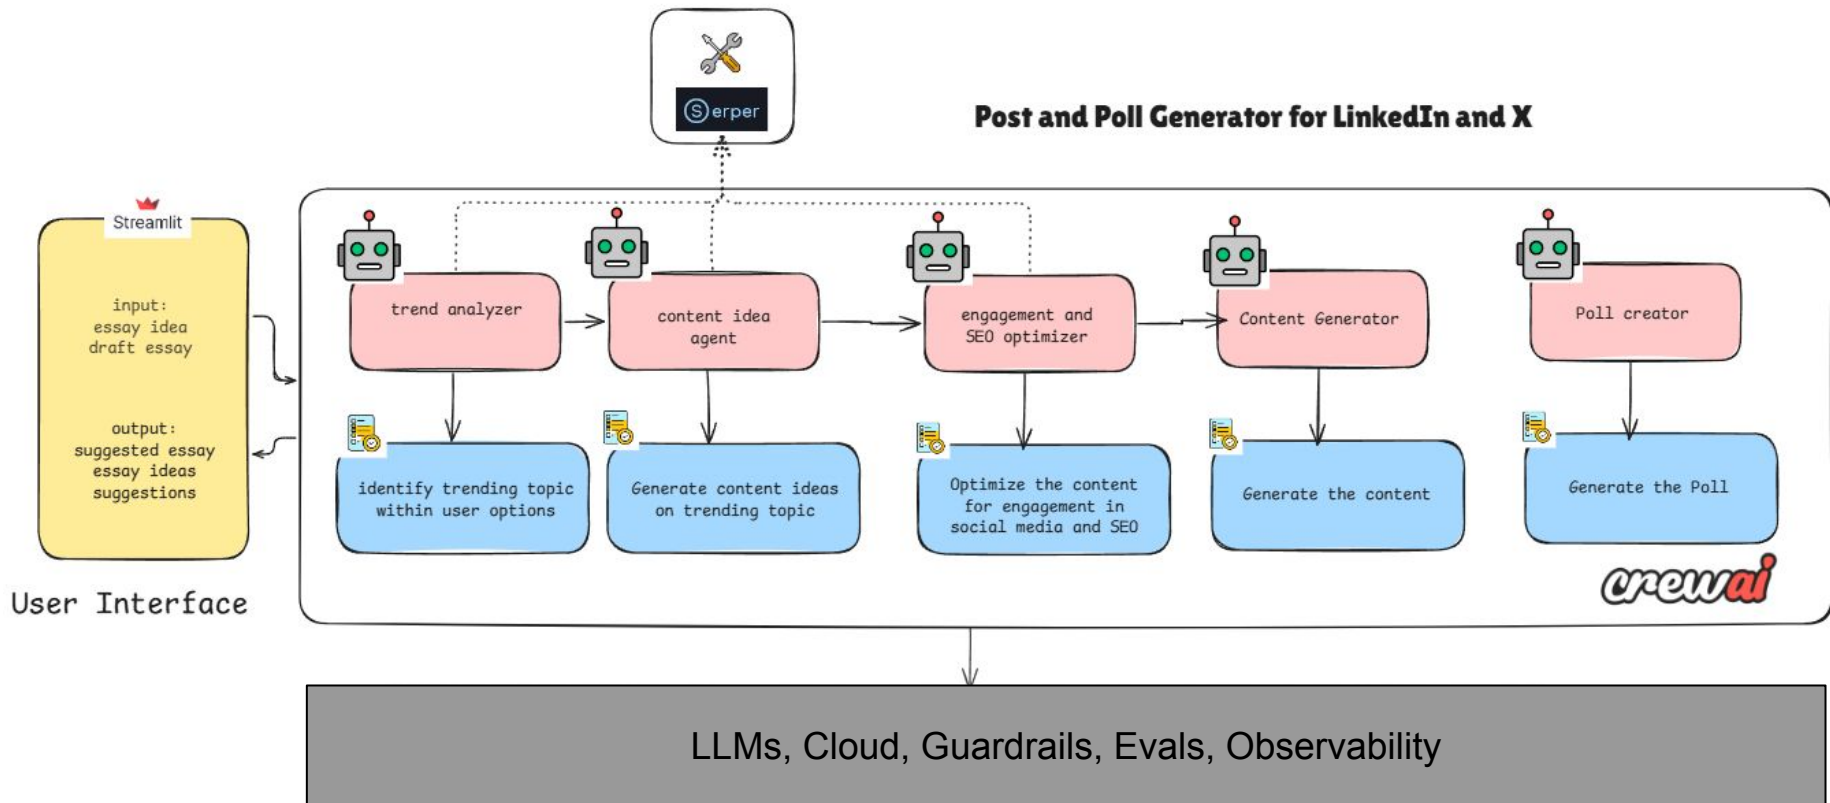 Serper
Post and Poll Generator for LinkedIn and X
Streamlit
input:
essay idea
draft essay
output:
suggested essay
essay ideas
suggestions
User Interface
trend analyzer
content idea
agent
engagement and
SEO optimizer
Content Generator
Poll creator
identify trending topic
within user options
Generate content ideas
on trending topic
Optimize the content
for engagement in
social media and SEO
Generate the content
Generate the Poll
crewai
LLMs, Cloud, Guardrails, Evals, Observability